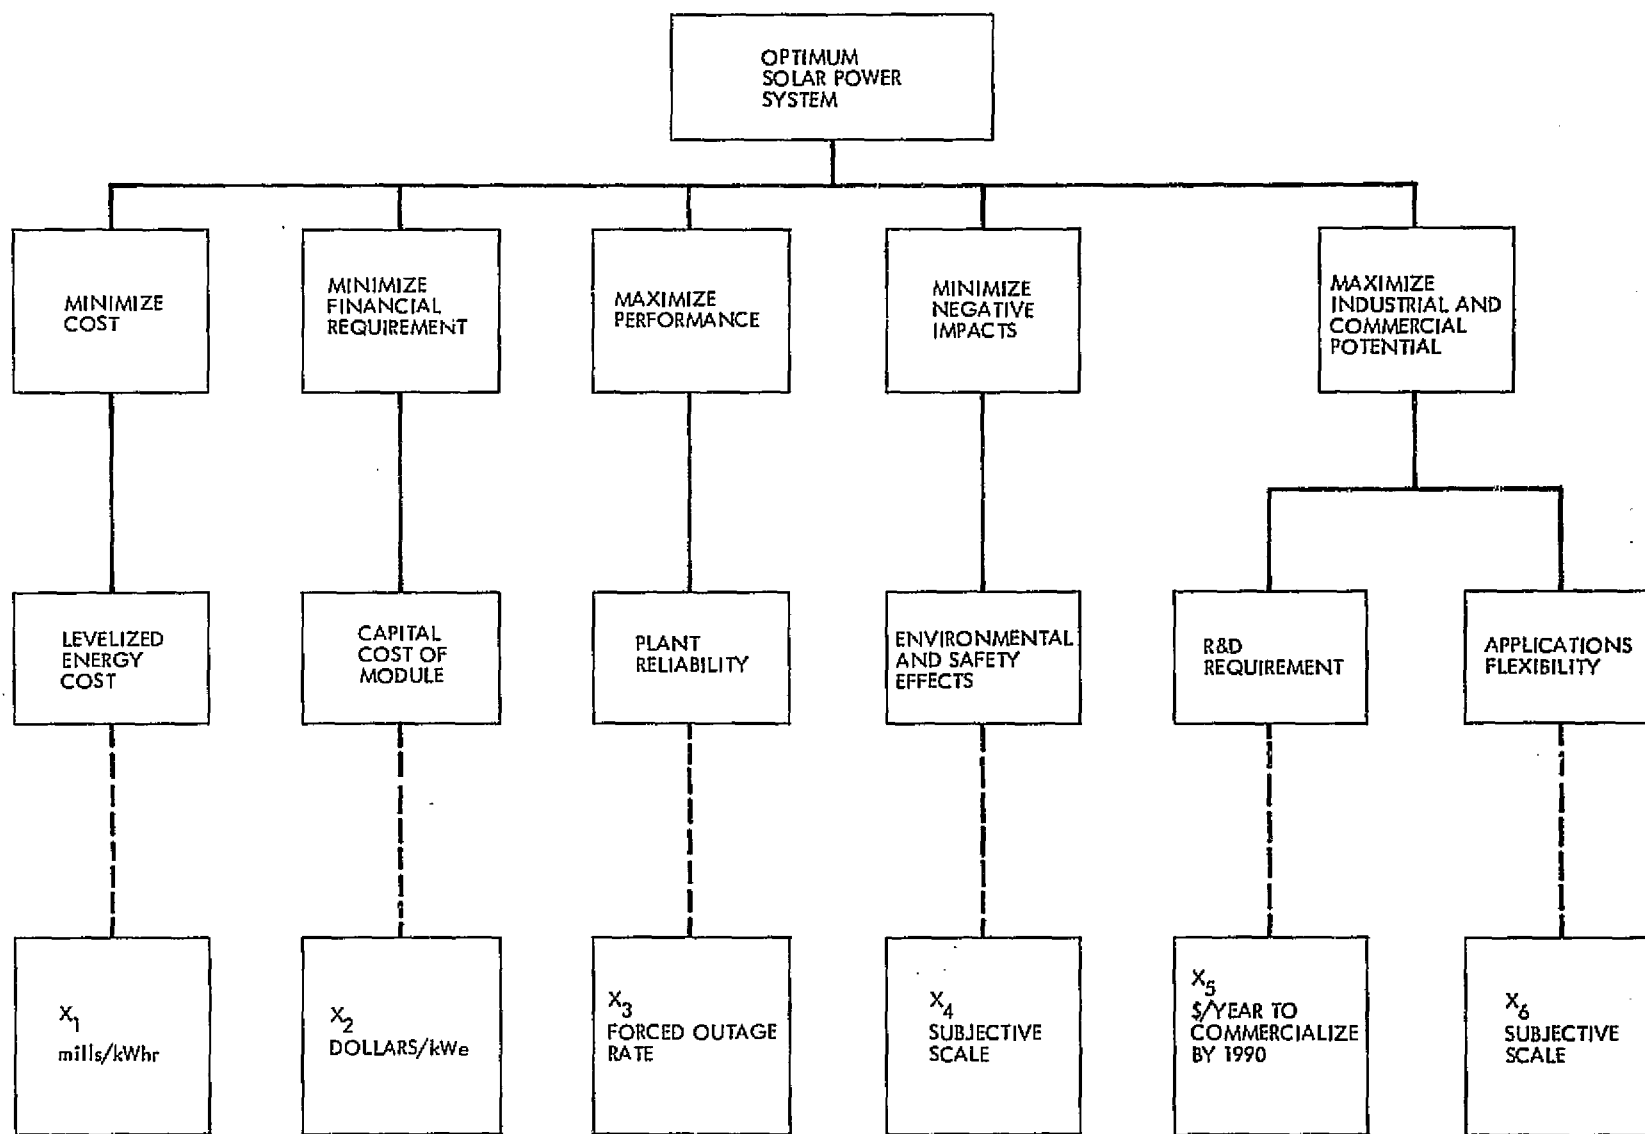 OPTIMUM
SOLAR POWER
SYSTEM
MINIMIZE
COST
MINIMIZE
FINANCIAL
REQUIREMENT
MAXIMIZE
PERFORMANCE
MINIMIZE
NEGATIVE
IMPACTS
MAXIMIZE
INDUSTRIAL AND
COMMERCIAL
POTENTIAL
LEVELIZED
ENERGY
COST
CAPITAL
COST OF
MODULE
PLANT
RELIABILITY
ENVIRONMENTAL
AND SAFETY
EFFECTS
R&D
REQUIREMENT
APPLICATIONS
FLEXIBILITY
X1
mills/kWhr
X2
DOLLARS/kWe
X3
FORCED OUTAGE
RATE
X4
SUBJECTIVE
SCALE
X5
$/YEAR TO
COMMERCIALIZE
BY 1990
X6
SUBJECTIVE
SCALE